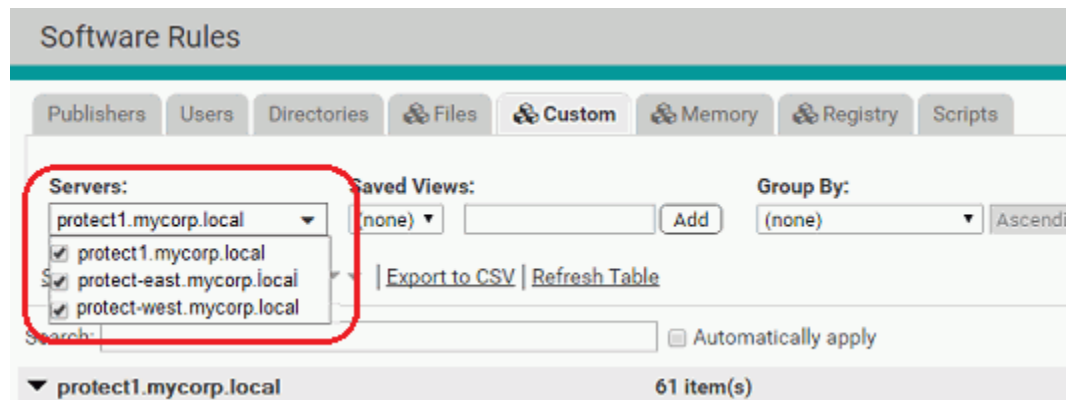 Software Rules
Publishers Users Directories Files Custom Memory Registry Scripts
Servers: Saved Views: Group By:
protect1.mycorp.local (none) Add (none) Ascendi
protect1.mycorp.local
protect-east.mycorp.local Export to CSV Refresh Table
protect-west.mycorp.local
Search: Automatically apply
protect1.mycorp.local 61 item(s)